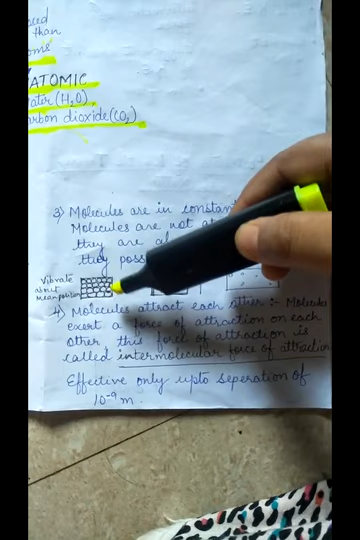 than
ATOMIC
ater (H₂O),
arbon dioxide (CO₂)
3) Molecules are in constan
Molecules are not at
they are al
they poss
Vibrate
about
mean position
4) Molecules attract each other :- Molecules
exert a force of attraction on each
other this force of attraction is
called intermolecular force of attraction
Effective only upto seperation of
10⁻⁹ m.